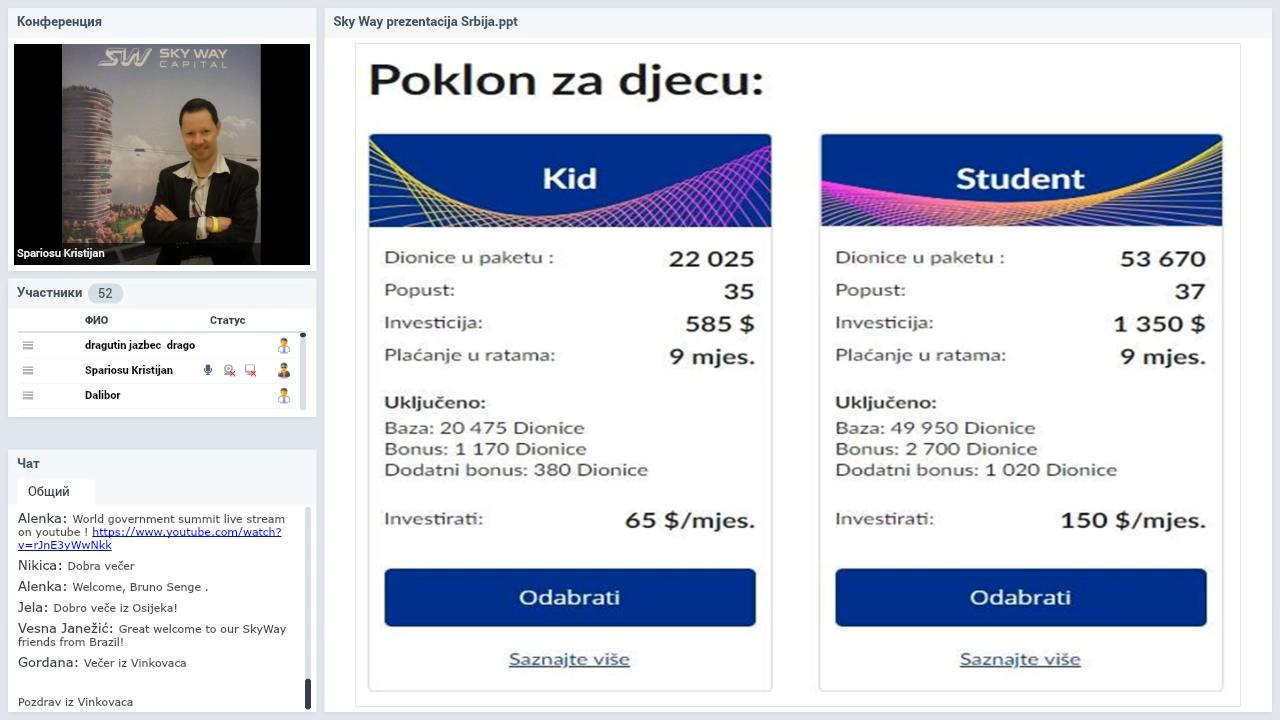 Конференция
SKY WAY
CAPITAL
Spariosu Kristijan
Участники 52
ФИО Статус
dragutin jazbec drago
Spariosu Kristijan
Dalibor
Чат
Общий
Alenka: World government summit live stream
on youtube ! https://www.youtube.com/watch?
v=rJnE3yWwNkk
Nikica: Dobra večer
Alenka: Welcome, Bruno Senge .
Jela: Dobro veče iz Osijeka!
Vesna Janežić: Great welcome to our SkyWay
friends from Brazil!
Gordana: Večer iz Vinkovaca
Pozdrav iz Vinkovaca
Sky Way prezentacija Srbija.ppt
Poklon za djecu:
Kid
Dionice u paketu : 22 025
Popust: 35
Investicija: 585 $
Plaćanje u ratama: 9 mjes.
Uključeno:
Baza: 20 475 Dionice
Bonus: 1 170 Dionice
Dodatni bonus: 380 Dionice
Investirati: 65 $/mjes.
Odabrati
Saznajte više
Student
Dionice u paketu : 53 670
Popust: 37
Investicija: 1 350 $
Plaćanje u ratama: 9 mjes.
Uključeno:
Baza: 49 950 Dionice
Bonus: 2 700 Dionice
Dodatni bonus: 1 020 Dionice
Investirati: 150 $/mjes.
Odabrati
Saznajte više